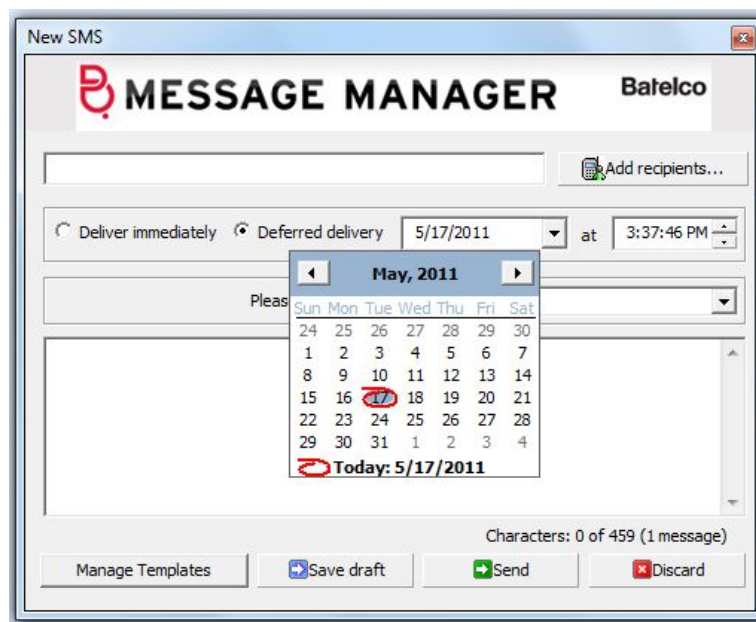 New SMS
MESSAGE MANAGER Batelco
Add recipients...
Deliver immediately Deferred delivery 5/17/2011 at 3:37:46 PM
May, 2011
Pleas
Sun Mon Tue Wed Thu Fri Sat
24 25 26 27 28 29 30
1 2 3 4 5 6 7
8 9 10 11 12 13 14
15 16 17 18 19 20 21
22 23 24 25 26 27 28
29 30 31 1 2 3 4
Today: 5/17/2011
Characters: 0 of 459 (1 message)
Manage Templates Save draft Send Discard